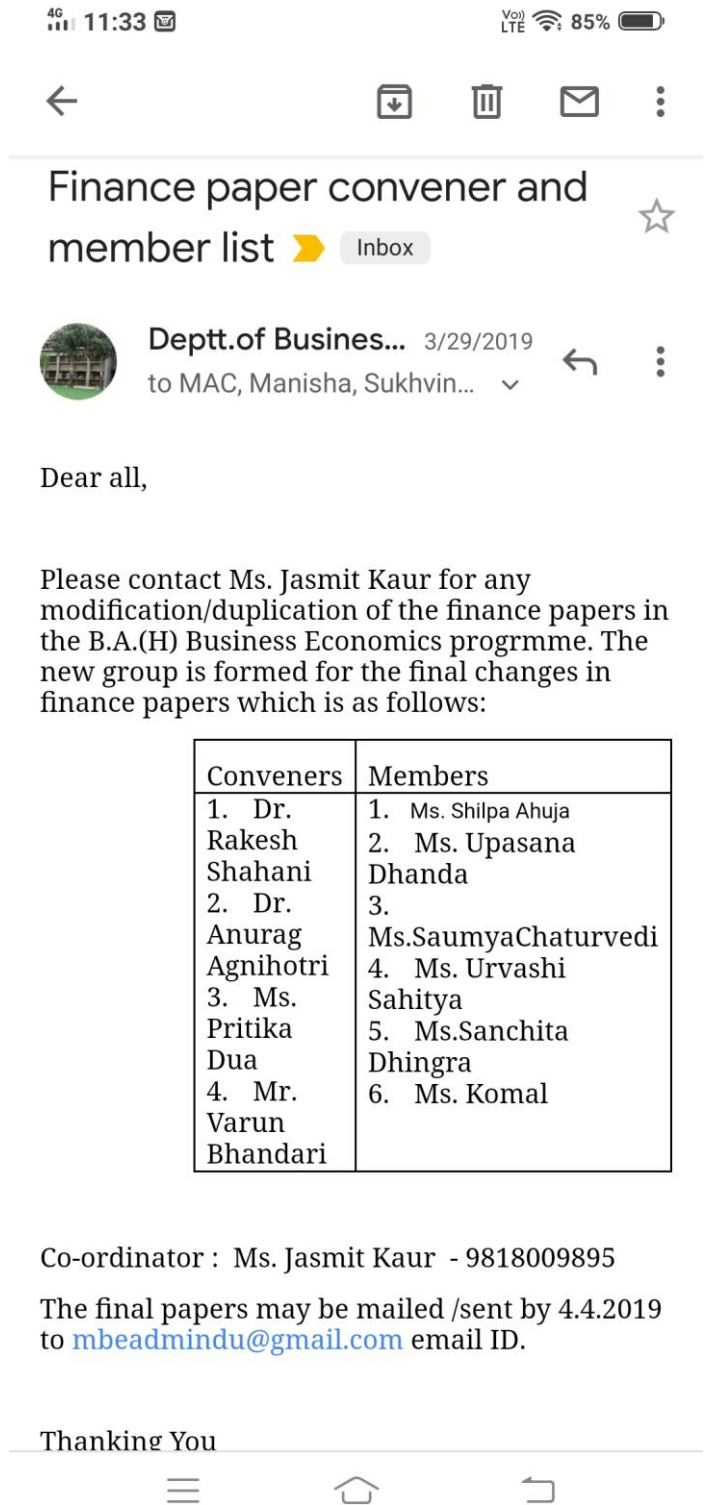 4G 11:33 Vo)) LTE 85%
Finance paper convener and
member list Inbox
Deptt.of Busines... 3/29/2019
to MAC, Manisha, Sukhvin...
Dear all,
Please contact Ms. Jasmit Kaur for any
modification/duplication of the finance papers in
the B.A.(H) Business Economics progrmme. The
new group is formed for the final changes in
finance papers which is as follows:
Conveners
1. Dr.
Rakesh
Shahani
2. Dr.
Anurag
Agnihotri
3. Ms.
Pritika
Dua
4. Mr.
Varun
Bhandari
Members
1. Ms. Shilpa Ahuja
2. Ms. Upasana
Dhanda
3.
Ms.SaumyaChaturvedi
4. Ms. Urvashi
Sahitya
5. Ms.Sanchita
Dhingra
6. Ms. Komal
Co-ordinator : Ms. Jasmit Kaur - 9818009895
The final papers may be mailed /sent by 4.4.2019
to mbeadmindu@gmail.com email ID.
Thanking You